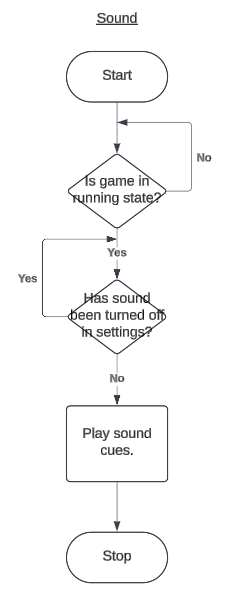 Sound
Start
No
Is game in
running state?
Yes
Yes
Has sound
been turned off
in settings?
No
Play sound
cues.
Stop